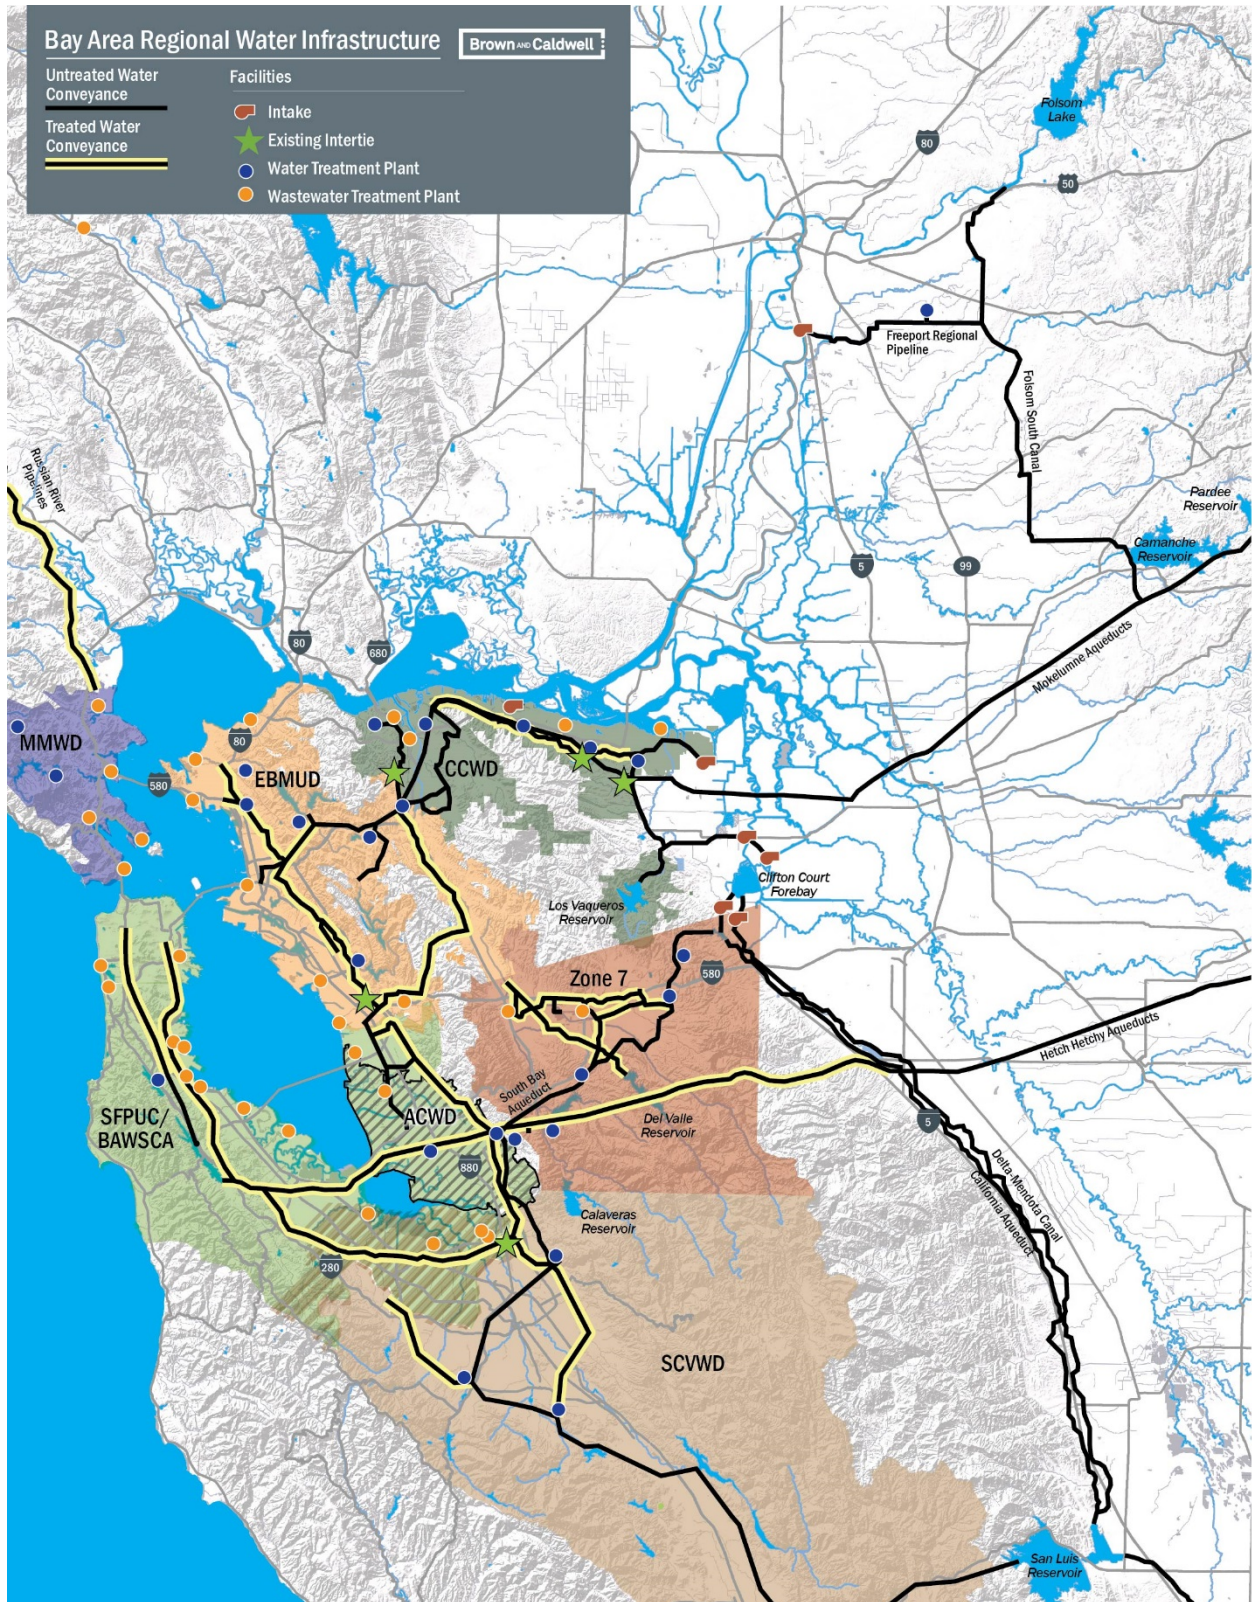 Bay Area Regional Water Infrastructure
Brown AND Caldwell
Untreated Water
Conveyance
Treated Water
Conveyance
Facilities
Intake
Existing Intertie
Water Treatment Plant
Wastewater Treatment Plant
Folsom
Lake
80
50
Freeport Regional
Pipeline
Folsom South Canal
Russian River
Pipelines
Pardee
Reservoir
Camanche
Reservoir
5
99
80
680
Mokelumne Aqueducts
MMWD
80
580
EBMUD
CCWD
Clifton Court
Forebay
Los Vaqueros
Reservoir
Zone 7
580
Hetch Hetchy Aqueducts
South Bay
Aqueduct
SFPUC/
BAWSCA
ACWD
Del Valle
Reservoir
5
880
Delta-Mendota Canal
California Aqueduct
Calaveras
Reservoir
280
SCVWD
San Luis
Reservoir